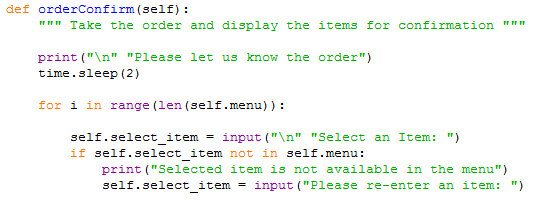 def orderConfirm(self):
""" Take the order and display the items for confirmation """
print("\n" "Please let us know the order")
time.sleep(2)
for i in range(len(self.menu)):
self.select_item = input("\n" "Select an Item: ")
if self.select_item not in self.menu:
print("Selected item is not available in the menu")
self.select_item = input("Please re-enter an item: ")